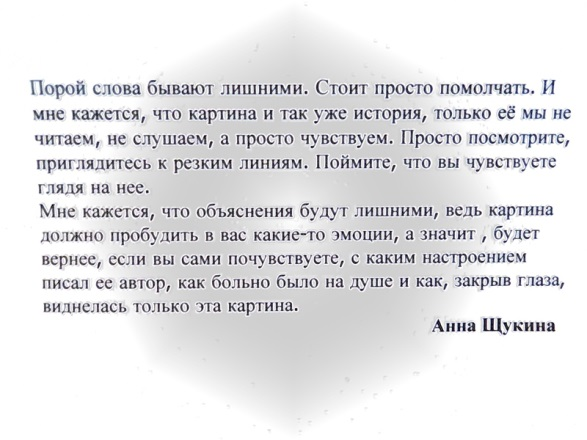 Порой слова бывают лишними. Стоит просто помолчать. И
мне кажется, что картина и так уже история, только её мы не
читаем, не слушаем, а просто чувствуем. Просто посмотрите,
приглядитесь к резким линиям. Поймите, что вы чувствуете
глядя на нее.
Мне кажется, что объяснения будут лишними, ведь картина
должно пробудить в вас какие-то эмоции, а значит , будет
вернее, если вы сами почувствуете, с каким настроением
писал ее автор, как больно было на душе и как, закрыв глаза,
виднелась только эта картина.
Анна Щукина